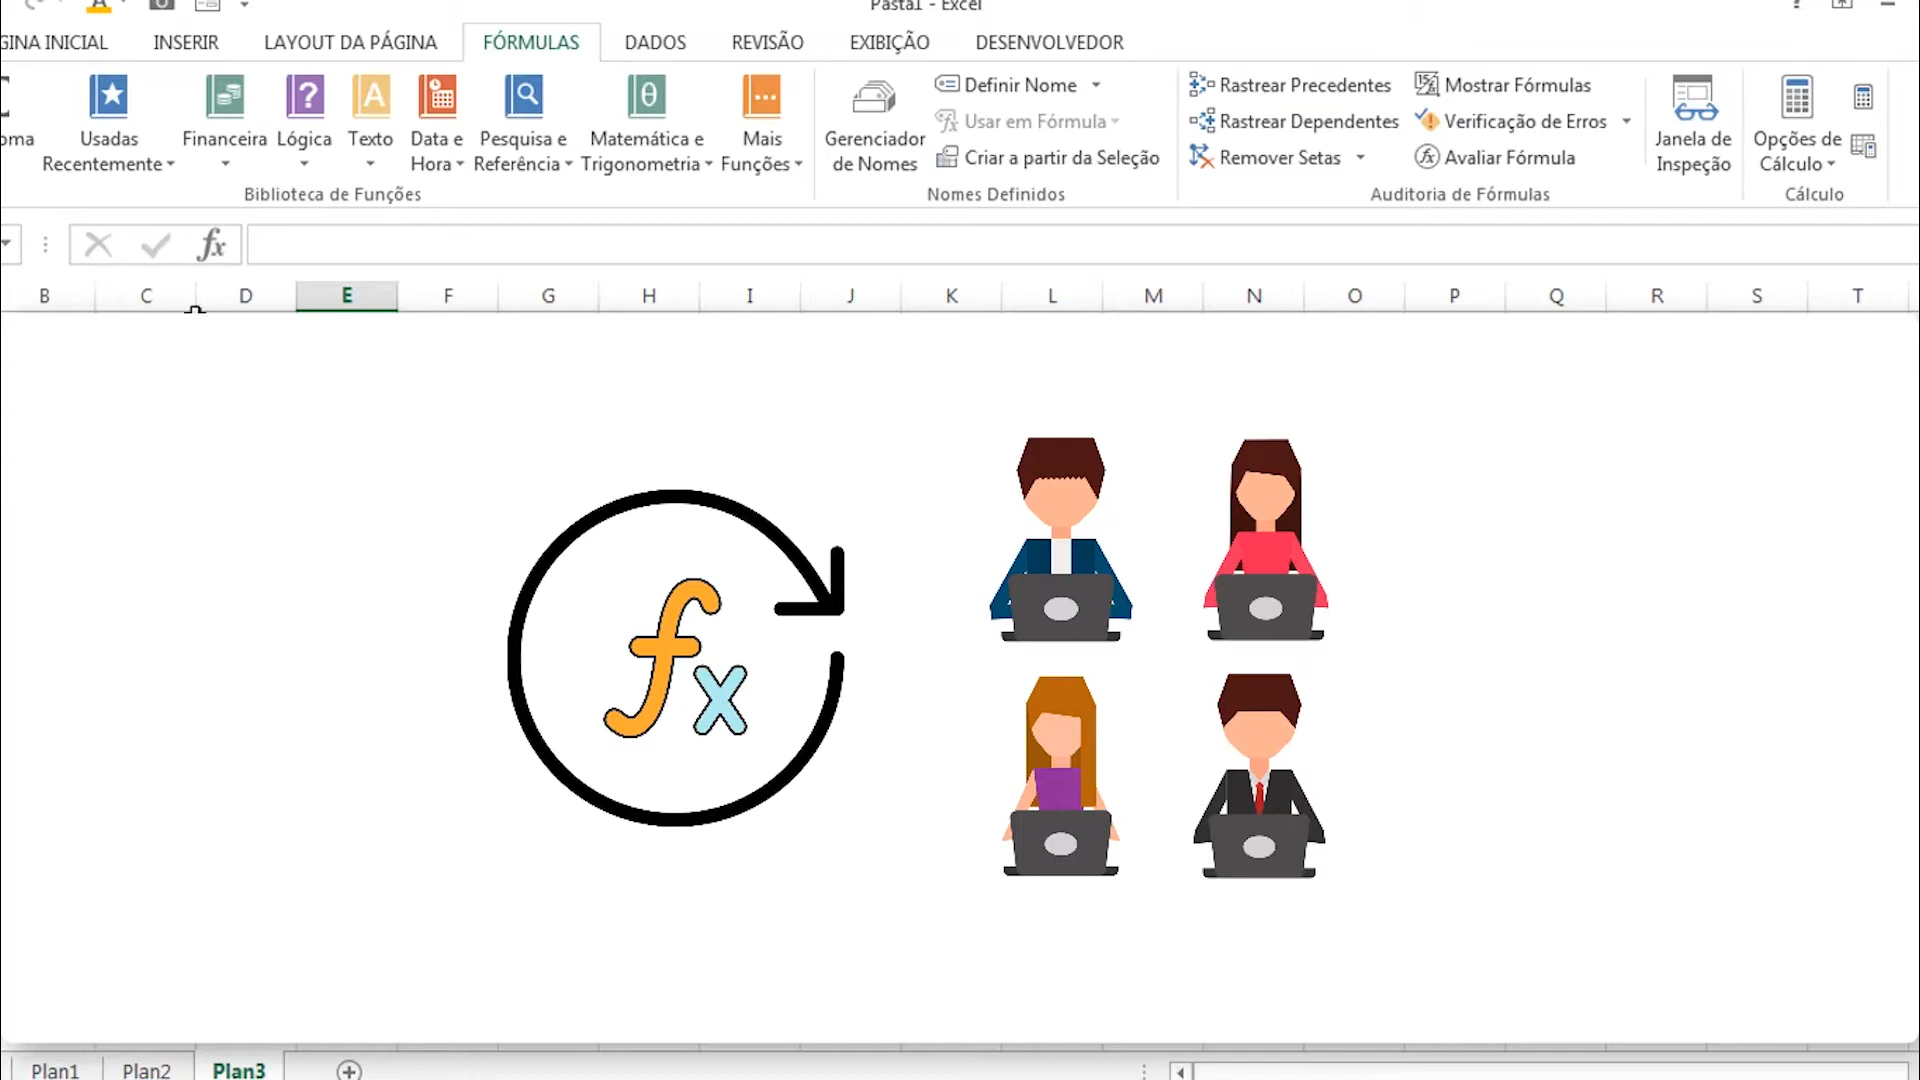 Pasta1 - Excel
GINA INICIAL INSERIR LAYOUT DA PÁGINA FÓRMULAS DADOS REVISÃO EXIBIÇÃO DESENVOLVEDOR
oma
Usadas Recentemente
Financeira
Lógica
Texto
Data e Hora
Pesquisa e Referência
Matemática e Trigonometria
Mais Funções
Biblioteca de Funções
Gerenciador de Nomes
Definir Nome
Usar em Fórmula
Criar a partir da Seleção
Nomes Definidos
Rastrear Precedentes
Rastrear Dependentes
Remover Setas
Mostrar Fórmulas
Verificação de Erros
Avaliar Fórmula
Auditoria de Fórmulas
Janela de Inspeção
Opções de Cálculo
Cálculo
fx
B C D E F G H I J K L M N O P Q R S T
fx
Plan1 Plan2 Plan3